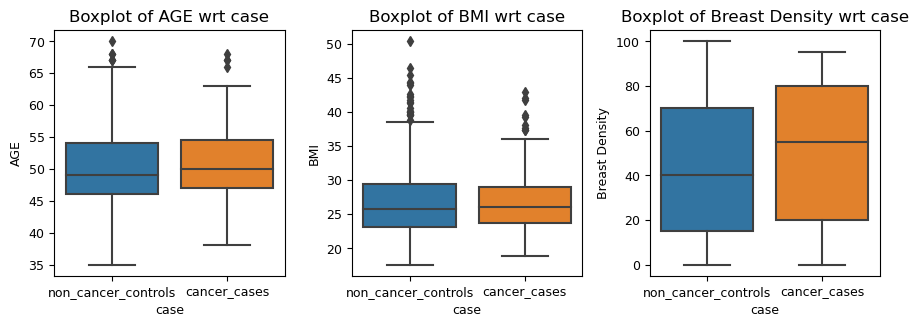 Boxplot of AGE wrt case
70
65
60
55
50
45
40
35
AGE
non_cancer_controls
cancer_cases
case
Boxplot of BMI wrt case
50
45
40
35
30
25
20
BMI
non_cancer_controls
cancer_cases
case
Boxplot of Breast Density wrt case
100
80
60
40
20
0
Breast Density
non_cancer_controls
cancer_cases
case